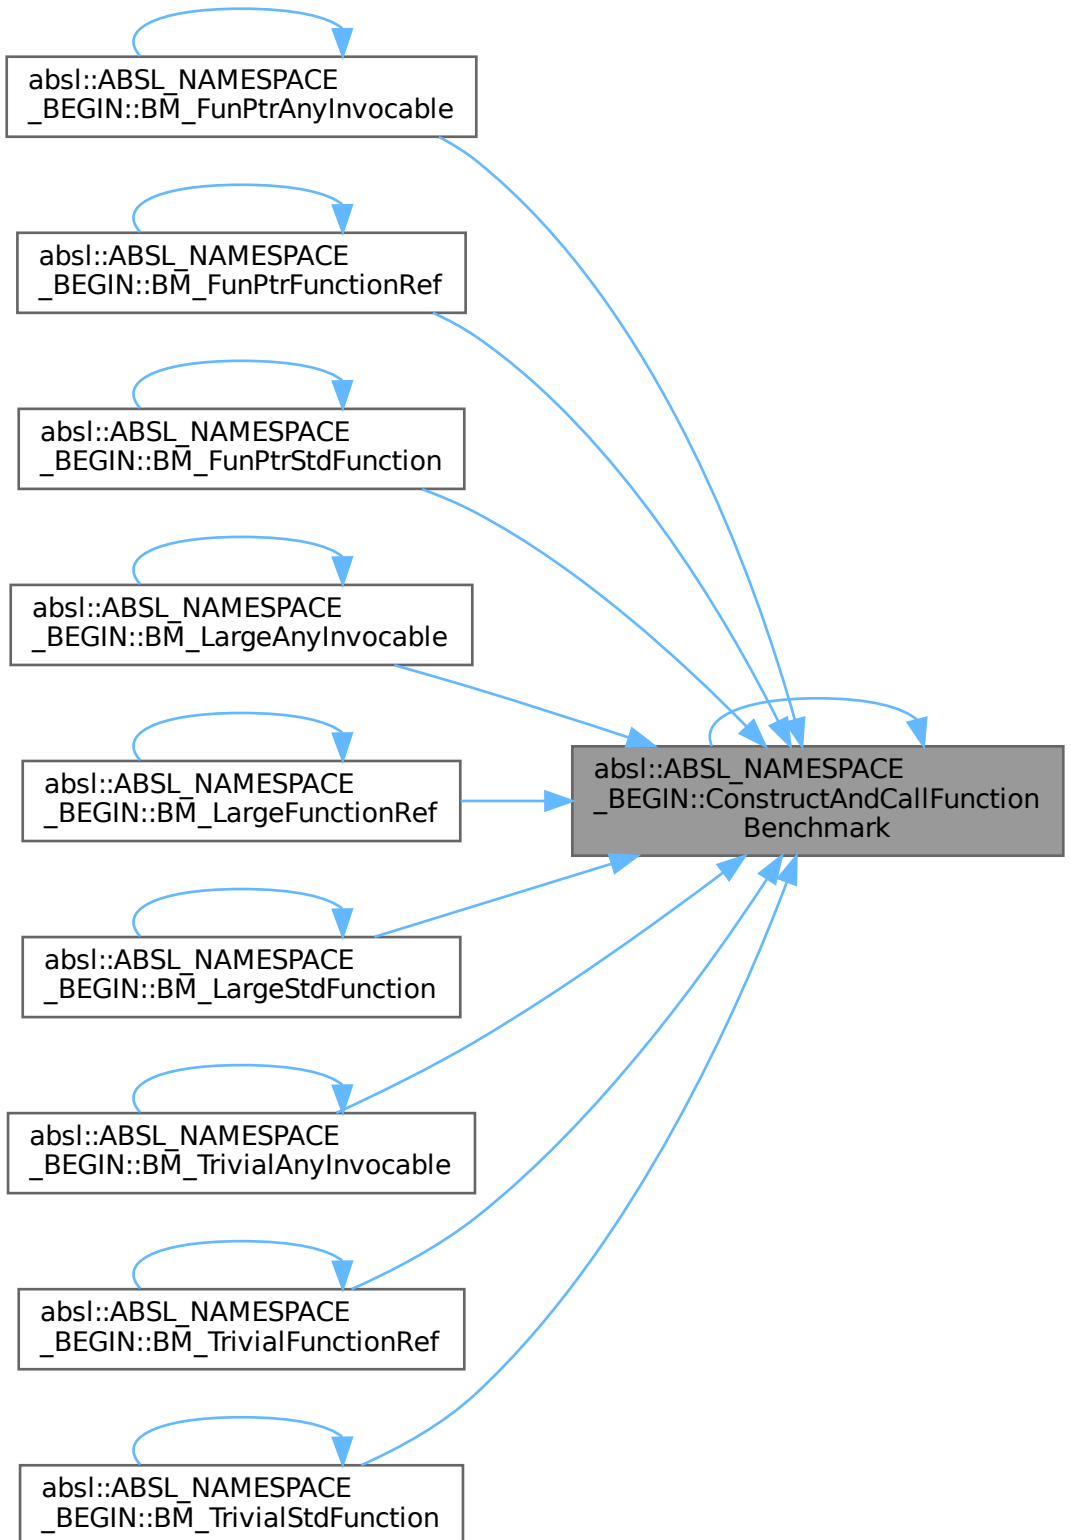 absl::ABSL_NAMESPACE
_BEGIN::BM_FunPtrAnyInvocable
absl::ABSL_NAMESPACE
_BEGIN::BM_FunPtrFunctionRef
absl::ABSL_NAMESPACE
_BEGIN::BM_FunPtrStdFunction
absl::ABSL_NAMESPACE
_BEGIN::BM_LargeAnyInvocable
absl::ABSL_NAMESPACE
_BEGIN::BM_LargeFunctionRef
absl::ABSL_NAMESPACE
_BEGIN::ConstructAndCallFunction
Benchmark
absl::ABSL_NAMESPACE
_BEGIN::BM_LargeStdFunction
absl::ABSL_NAMESPACE
_BEGIN::BM_TrivialAnyInvocable
absl::ABSL_NAMESPACE
_BEGIN::BM_TrivialFunctionRef
absl::ABSL_NAMESPACE
_BEGIN::BM_TrivialStdFunction